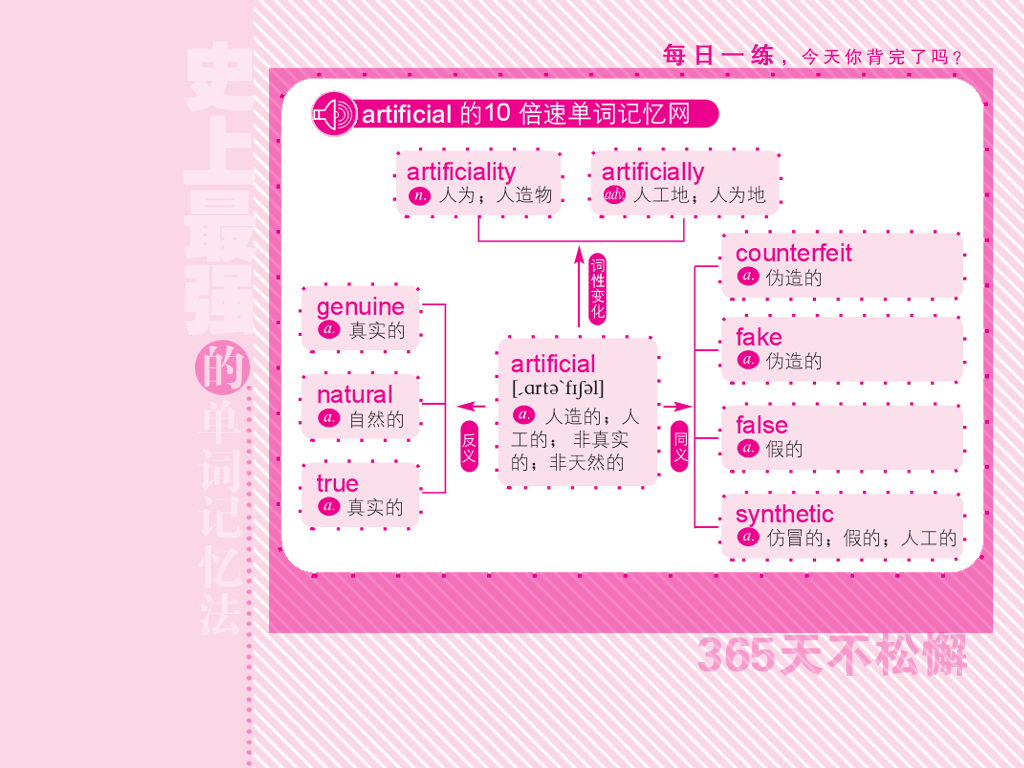 史上最强的单词记忆法
每日一练，今天你背完了吗?
artificial 的10 倍速单词记忆网
artificiality
n. 人为；人造物
artificially
adv. 人工地；人为地
词性变化
genuine
a. 真实的
natural
a. 自然的
true
a. 真实的
反义
artificial
[ˏɑrtəˋfɪʃəl]
a. 人造的；人
工的； 非真实
的；非天然的
同义
counterfeit
a. 伪造的
fake
a. 伪造的
false
a. 假的
synthetic
a. 仿冒的；假的；人工的
365天不松懈